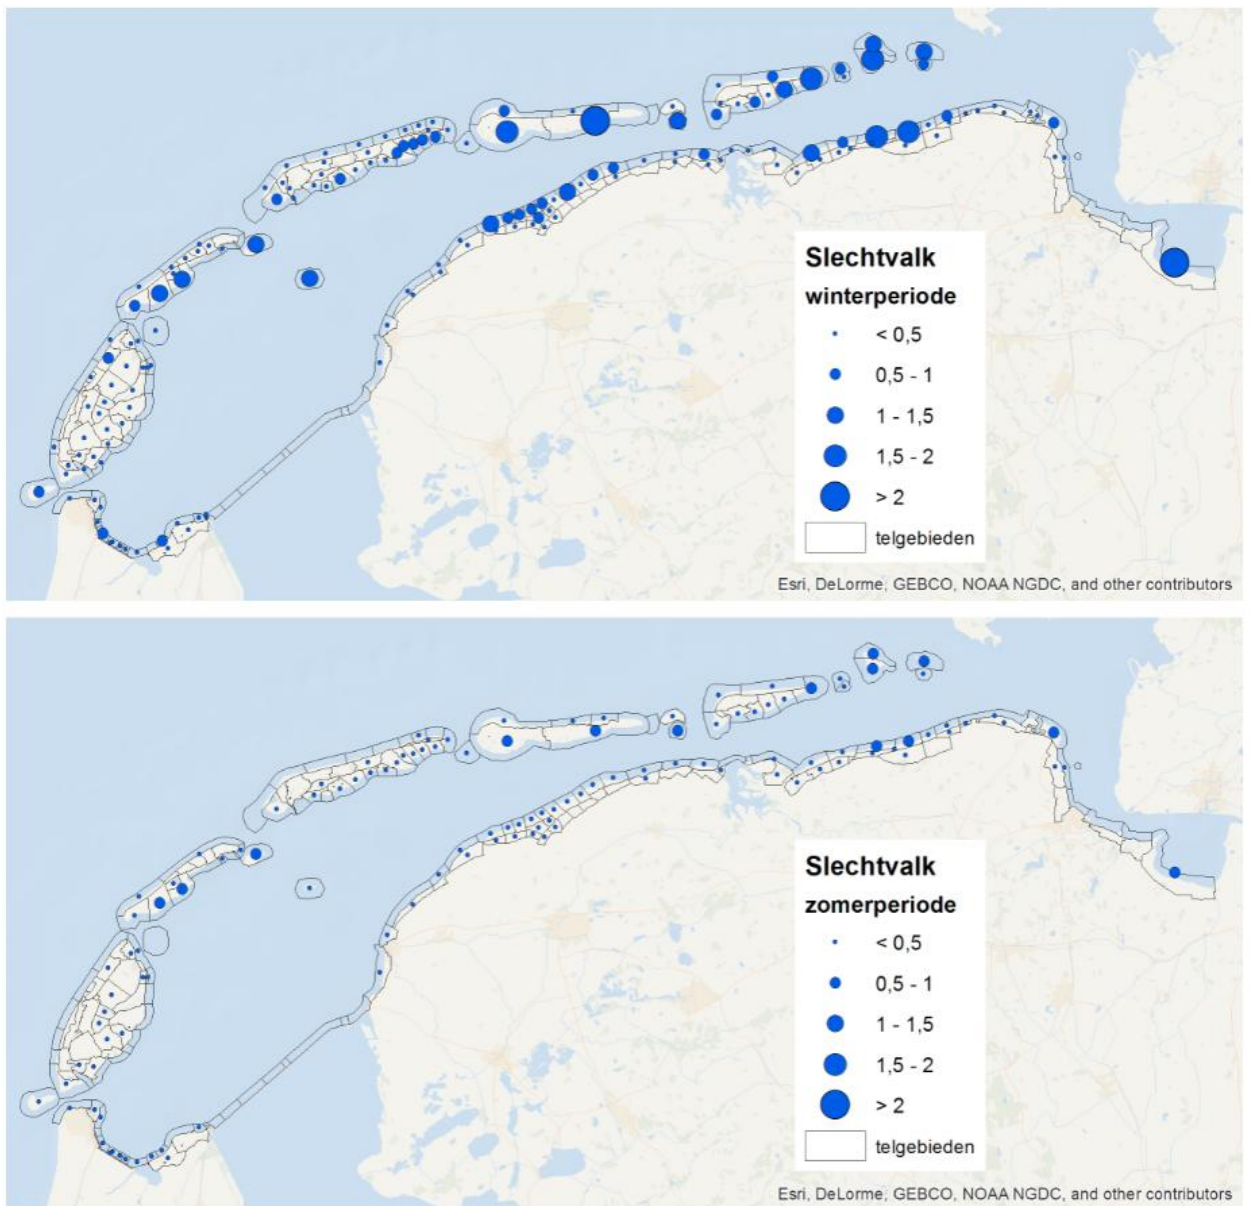 Slechtvalk
winterperiode
< 0,5
0,5 - 1
1 - 1,5
1,5 - 2
> 2
telgebieden
Esri, DeLorme, GEBCO, NOAA NGDC, and other contributors
Slechtvalk
zomerperiode
< 0,5
0,5 - 1
1 - 1,5
1,5 - 2
> 2
telgebieden
Esri, DeLorme, GEBCO, NOAA NGDC, and other contributors